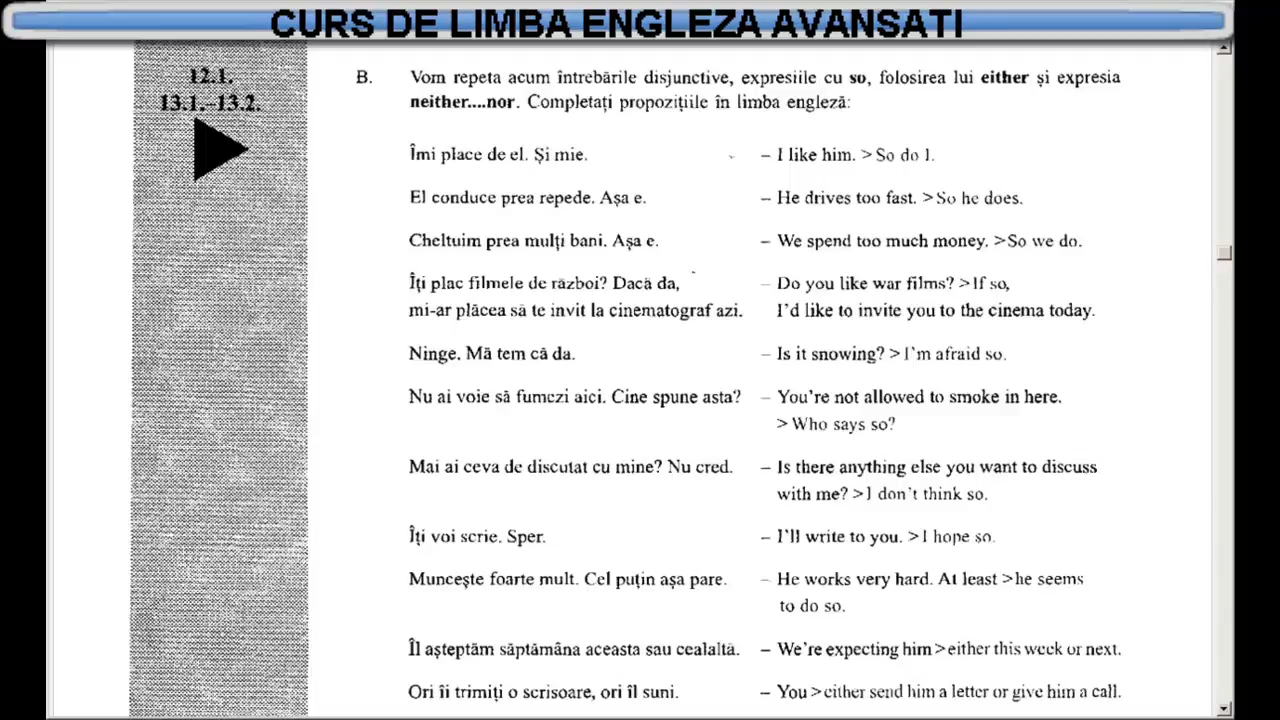 CURS DE LIMBA ENGLEZA AVANSATI
12.1.
13.1.–13.2.
B. Vom repeta acum întrebările disjunctive, expresiile cu so, folosirea lui either și expresia
neither....nor. Completați propozițiile în limba engleză:
Îmi place de el. Și mie. – I like him. > So do I.
El conduce prea repede. Așa e. – He drives too fast. > So he does.
Cheltuim prea mulți bani. Așa e. – We spend too much money. > So we do.
Îți plac filmele de război? Dacă da, – Do you like war films? > If so,
mi-ar plăcea să te invit la cinematograf azi. I'd like to invite you to the cinema today.
Ninge. Mă tem că da. – Is it snowing? > I'm afraid so.
Nu ai voie să fumezi aici. Cine spune asta? – You're not allowed to smoke in here.
> Who says so?
Mai ai ceva de discutat cu mine? Nu cred. – Is there anything else you want to discuss
with me? > I don't think so.
Îți voi scrie. Sper. – I'll write to you. > I hope so.
Muncește foarte mult. Cel puțin așa pare. – He works very hard. At least > he seems
to do so.
Îl așteptăm săptămâna aceasta sau cealaltă. – We're expecting him > either this week or next.
Ori îi trimiți o scrisoare, ori îl suni. – You > either send him a letter or give him a call.